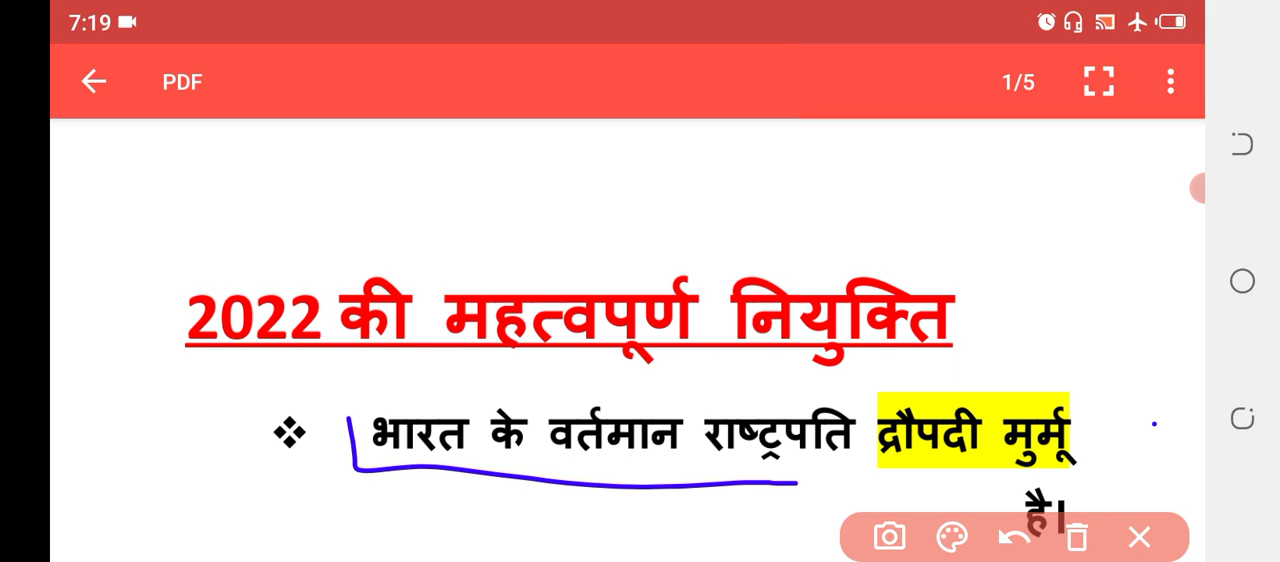 7:19
PDF 1/5
2022 की महत्वपूर्ण नियुक्ति
❖ भारत के वर्तमान राष्ट्रपति द्रौपदी मुर्मू
है।